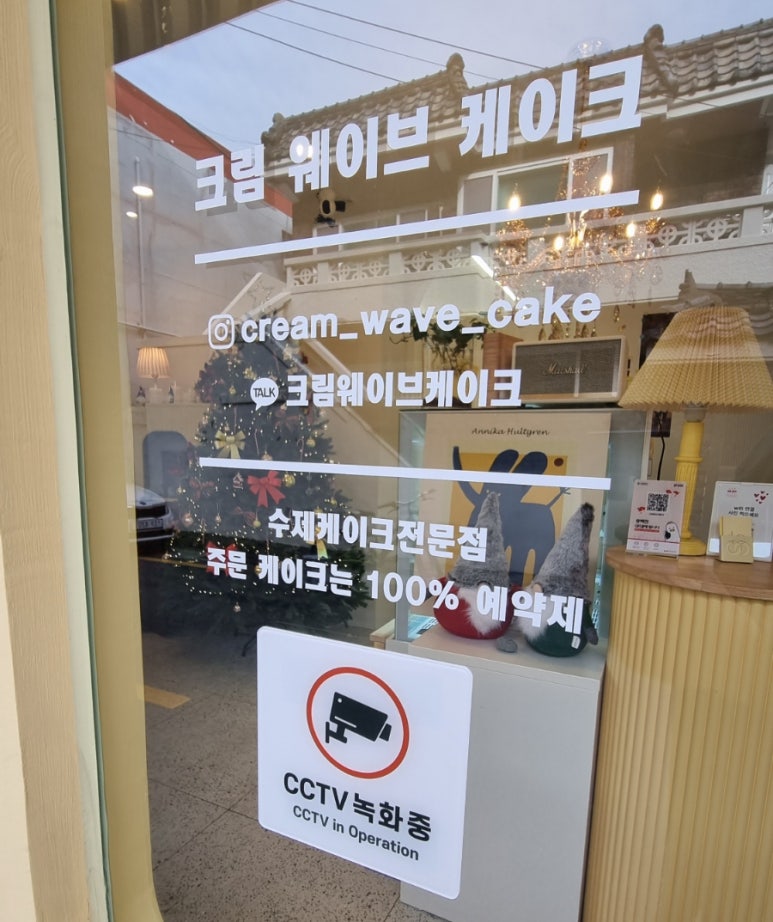 크림 웨이브 케이크
cream_wave_cake
TALK 크림웨이브케이크
Marshall
Annika Hultgren
수제케이크전문점
주문 케이크는 100% 예약제
CCTV 녹화 중
CCTV in Operation